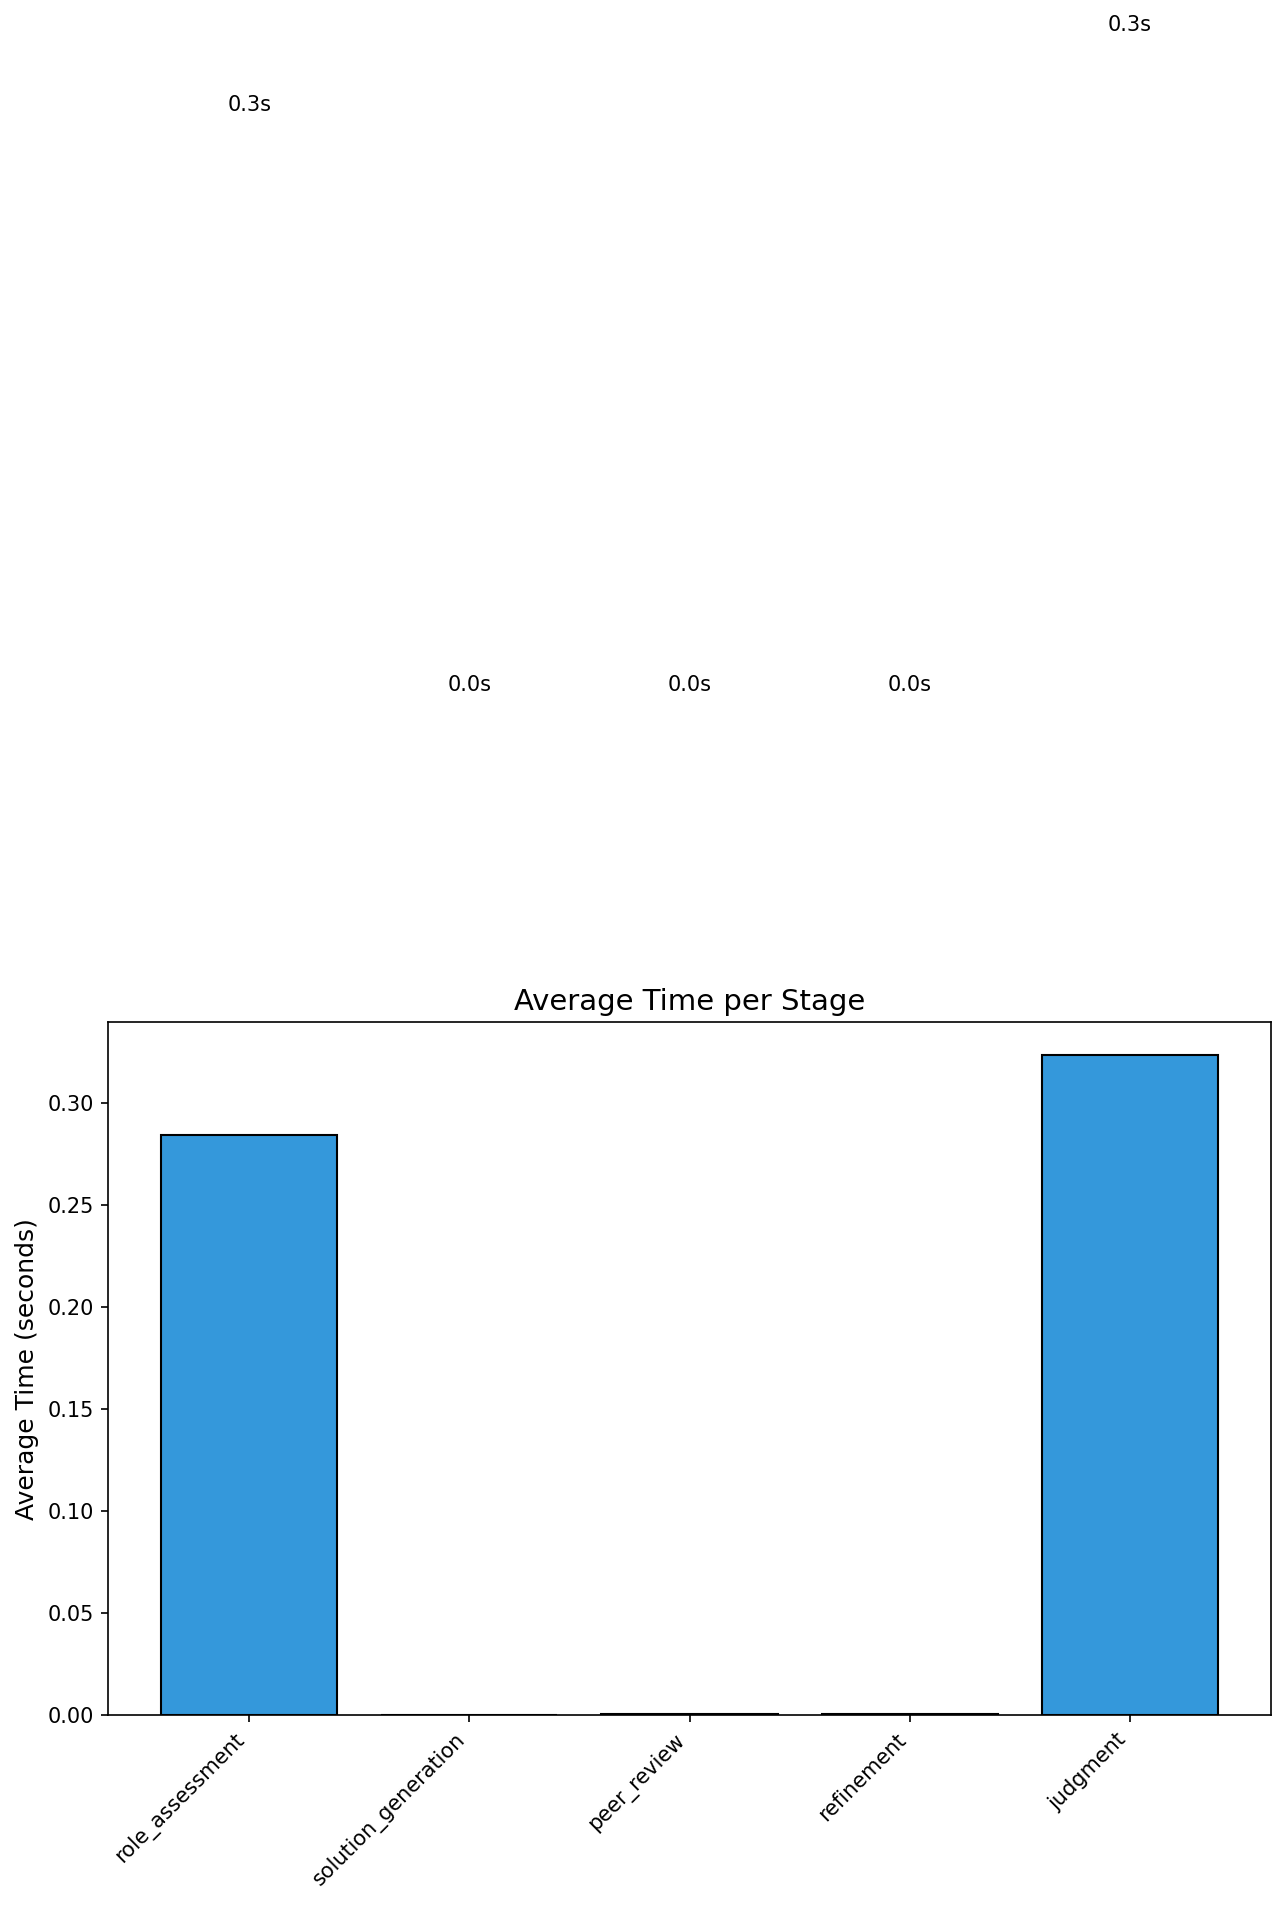 0.3s
0.3s
0.0s
0.0s
0.0s
Average Time per Stage
Average Time (seconds)
0.30
0.25
0.20
0.15
0.10
0.05
0.00
role_assessment
solution_generation
peer_review
refinement
judgment